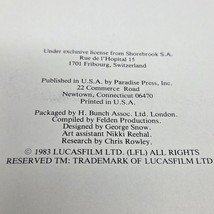 Under exclusive license from Shorebrook S.A.
Rue de l'Hopital 15
1701 Fribourg, Switzerland
Published in U.S.A. by Paradise Press, Inc.
22 Commerce Road
Newtown, Connecticut 06470
Printed in U.S.A.
Packaged by H. Bunch Assoc. Ltd. London.
Compiled by Felden Productions.
Designed by George Snow.
Art assistant Nikki Reehal.
Research by Chris Rowley.
© 1983 LUCASFILM LTD. (LFL) ALL RIGHTS
RESERVED TM: TRADEMARK OF LUCASFILM LTD